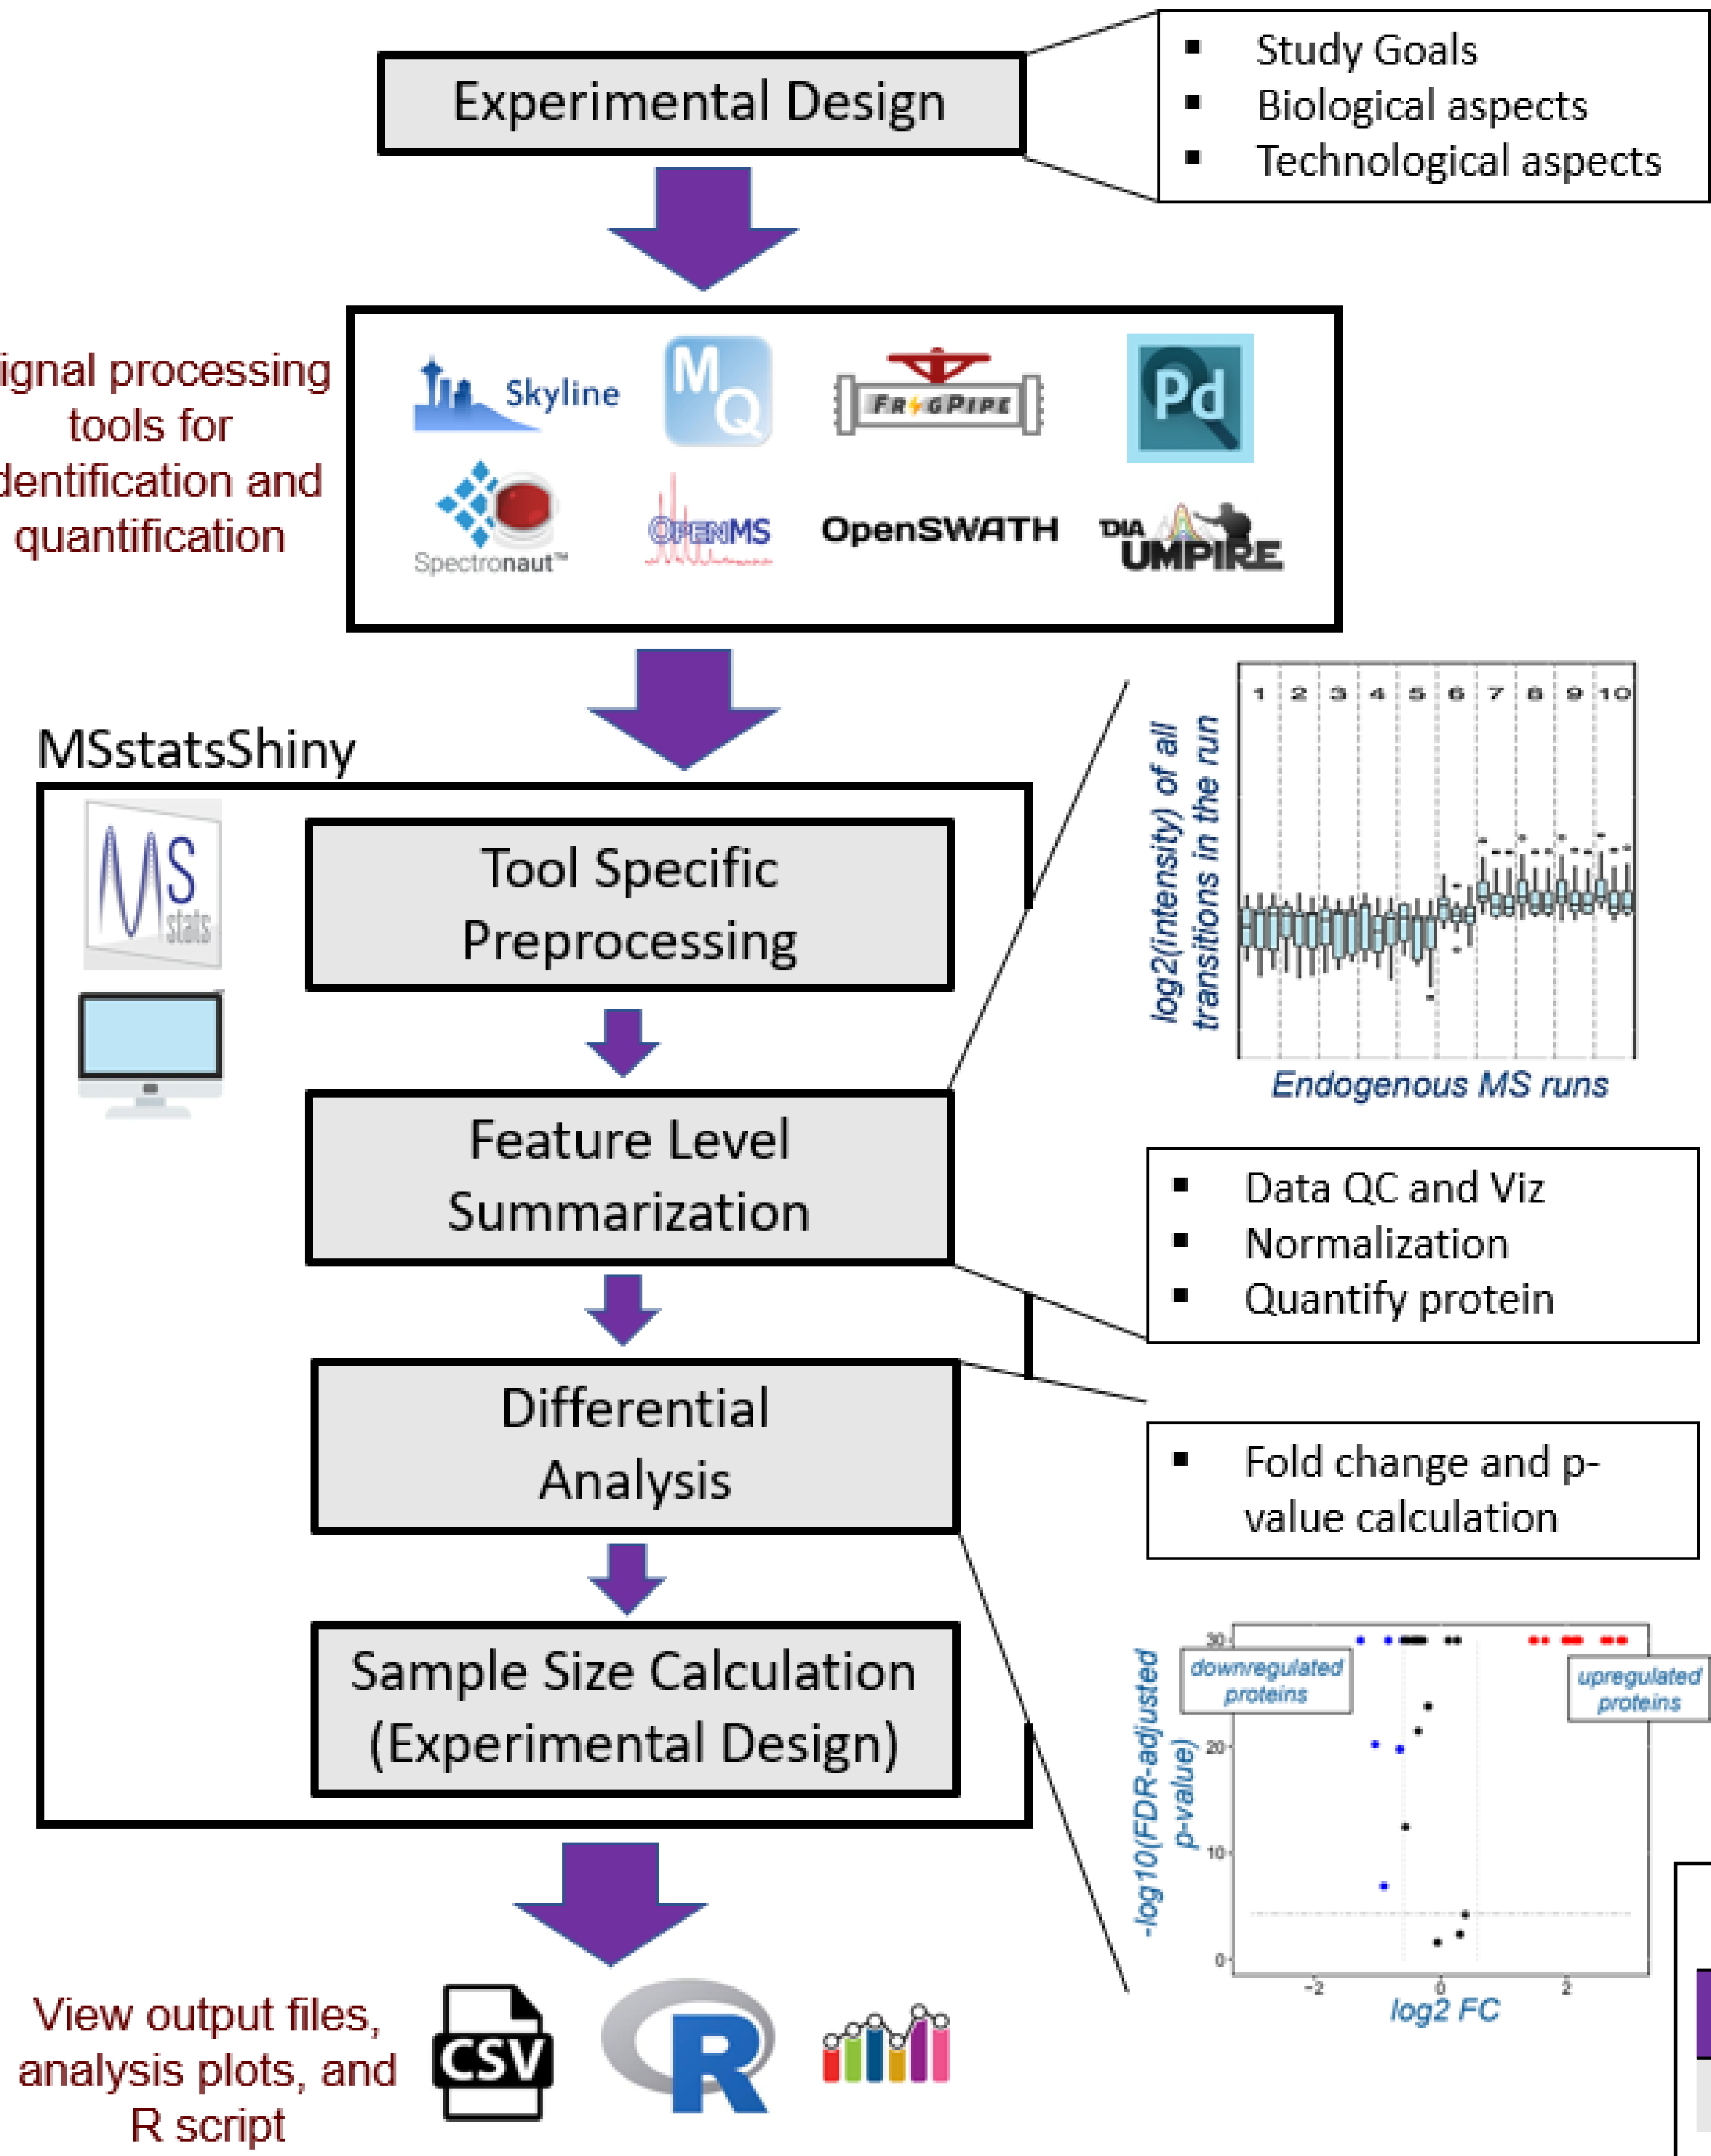 Experimental Design
▪ Study Goals
▪ Biological aspects
▪ Technological aspects
ignal processing
tools for
dentification and
quantification
Skyline
MQ
FRAGPIPE
Pd
Spectronaut™
OPENMS
OpenSWATH
DIA
UMPIRE
MSstatsShiny
MS
stats
Tool Specific
Preprocessing
Feature Level
Summarization
Differential
Analysis
Sample Size Calculation
(Experimental Design)
1 2 3 4 5 6 7 8 9 10
log2(intensity) of all
transitions in the run
Endogenous MS runs
▪ Data QC and Viz
▪ Normalization
▪ Quantify protein
▪ Fold change and p-
value calculation
30
20
10
0
downregulated
proteins
upregulated
proteins
-log10(FDR-adjusted
p-value)
-2 0 2
log2 FC
View output files,
analysis plots, and
R script
CSV
R